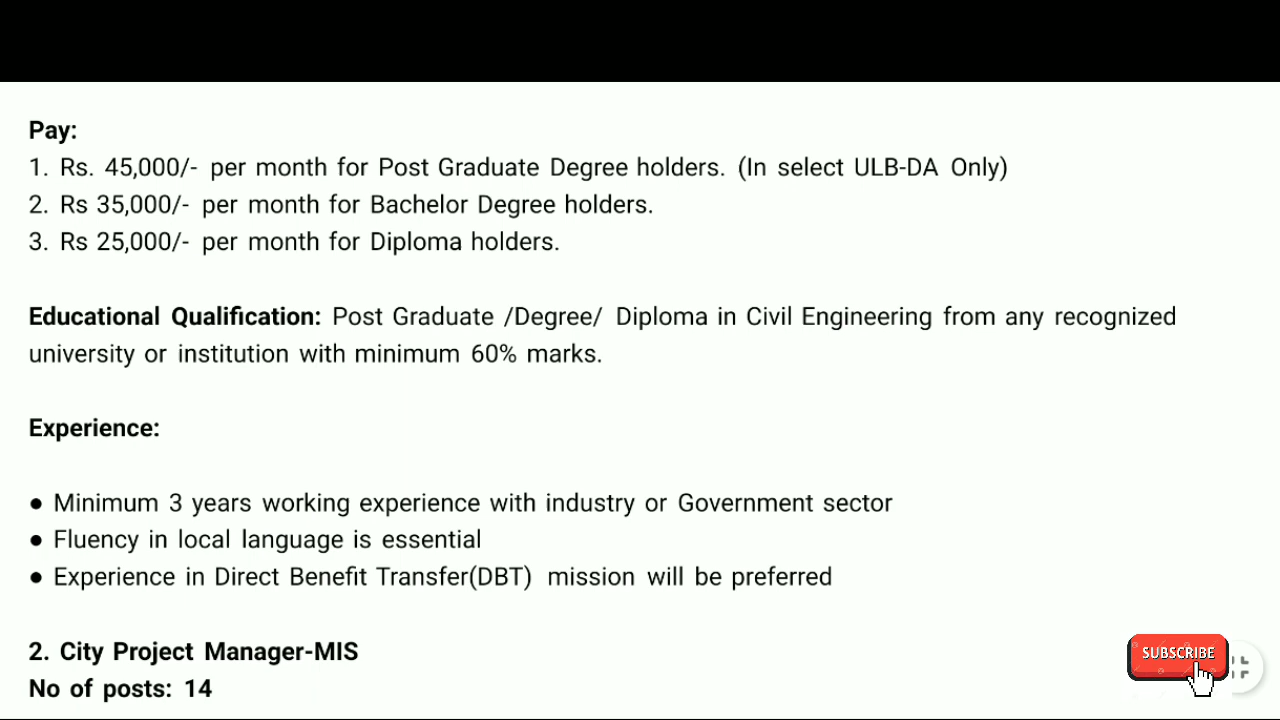 Pay:
1. Rs. 45,000/- per month for Post Graduate Degree holders. (In select ULB-DA Only)
2. Rs 35,000/- per month for Bachelor Degree holders.
3. Rs 25,000/- per month for Diploma holders.
Educational Qualification: Post Graduate /Degree/ Diploma in Civil Engineering from any recognized
university or institution with minimum 60% marks.
Experience:
● Minimum 3 years working experience with industry or Government sector
● Fluency in local language is essential
● Experience in Direct Benefit Transfer(DBT) mission will be preferred
2. City Project Manager-MIS
No of posts: 14
SUBSCRIBE